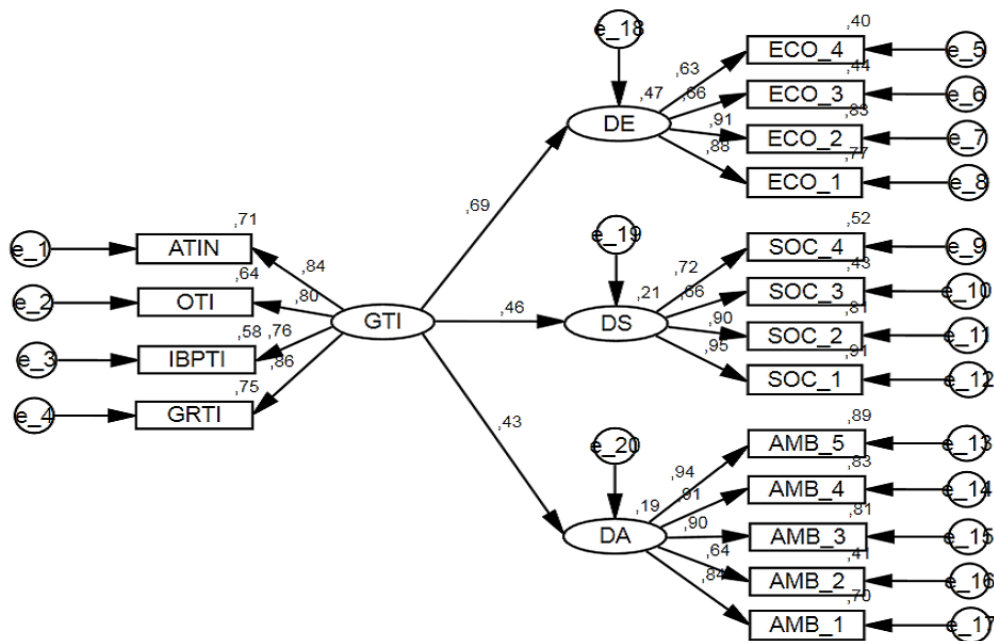 e_18
,40
ECO_4
e_5
,63
,44
,47
,66
ECO_3
e_6
DE
,91
,83
ECO_2
e_7
,88
,77
ECO_1
e_8
,69
,71
e_1
ATIN
,84
,64
e_2
OTI
,80
GTI
,58
,76
e_3
IBPTI
,86
,75
e_4
GRTI
,46
,43
e_19
,52
SOC_4
e_9
,72
,43
,21
,66
SOC_3
e_10
DS
,90
,81
SOC_2
e_11
,95
,91
SOC_1
e_12
e_20
,89
AMB_5
e_13
,94
,83
,19
,91
AMB_4
e_14
DA
,90
,81
AMB_3
e_15
,64
,41
AMB_2
e_16
,84
,70
AMB_1
e_17